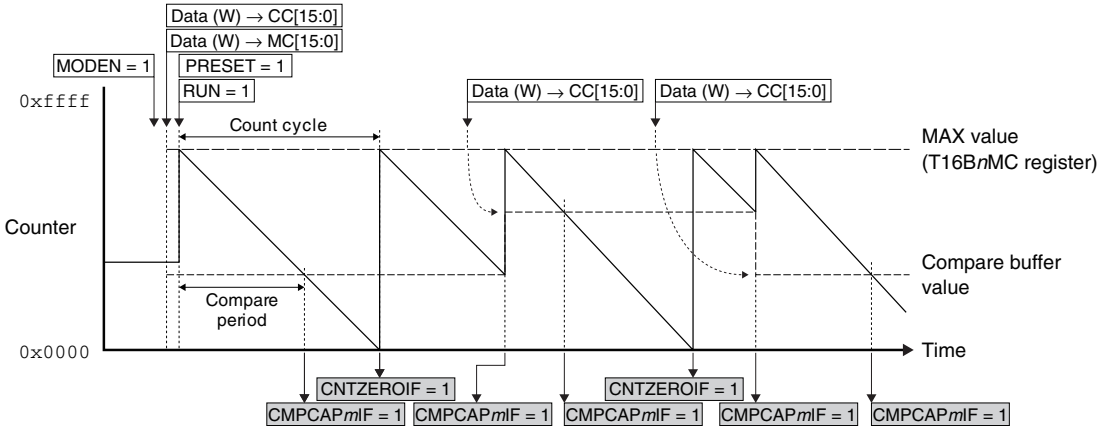 Data (W) → CC[15:0]
Data (W) → MC[15:0]
MODEN = 1
PRESET = 1
RUN = 1
Data (W) → CC[15:0]
Data (W) → CC[15:0]
0xffff
Count cycle
MAX value
(T16BnMC register)
Counter
Compare
period
Compare buffer
value
0x0000
Time
CNTZEROIF = 1
CNTZEROIF = 1
CMPCAPmIF = 1
CMPCAPmIF = 1
CMPCAPmIF = 1
CMPCAPmIF = 1
CMPCAPmIF = 1